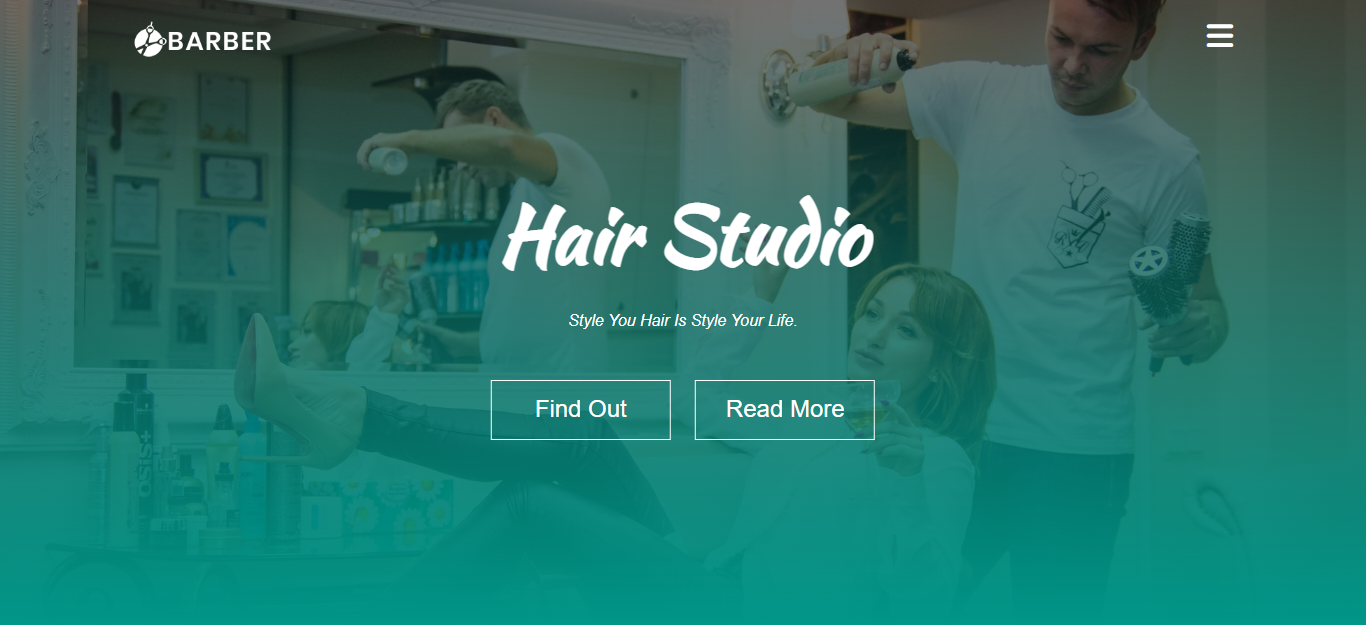 BARBER
Hair Studio
Style You Hair Is Style Your Life.
Find Out
Read More
osis+